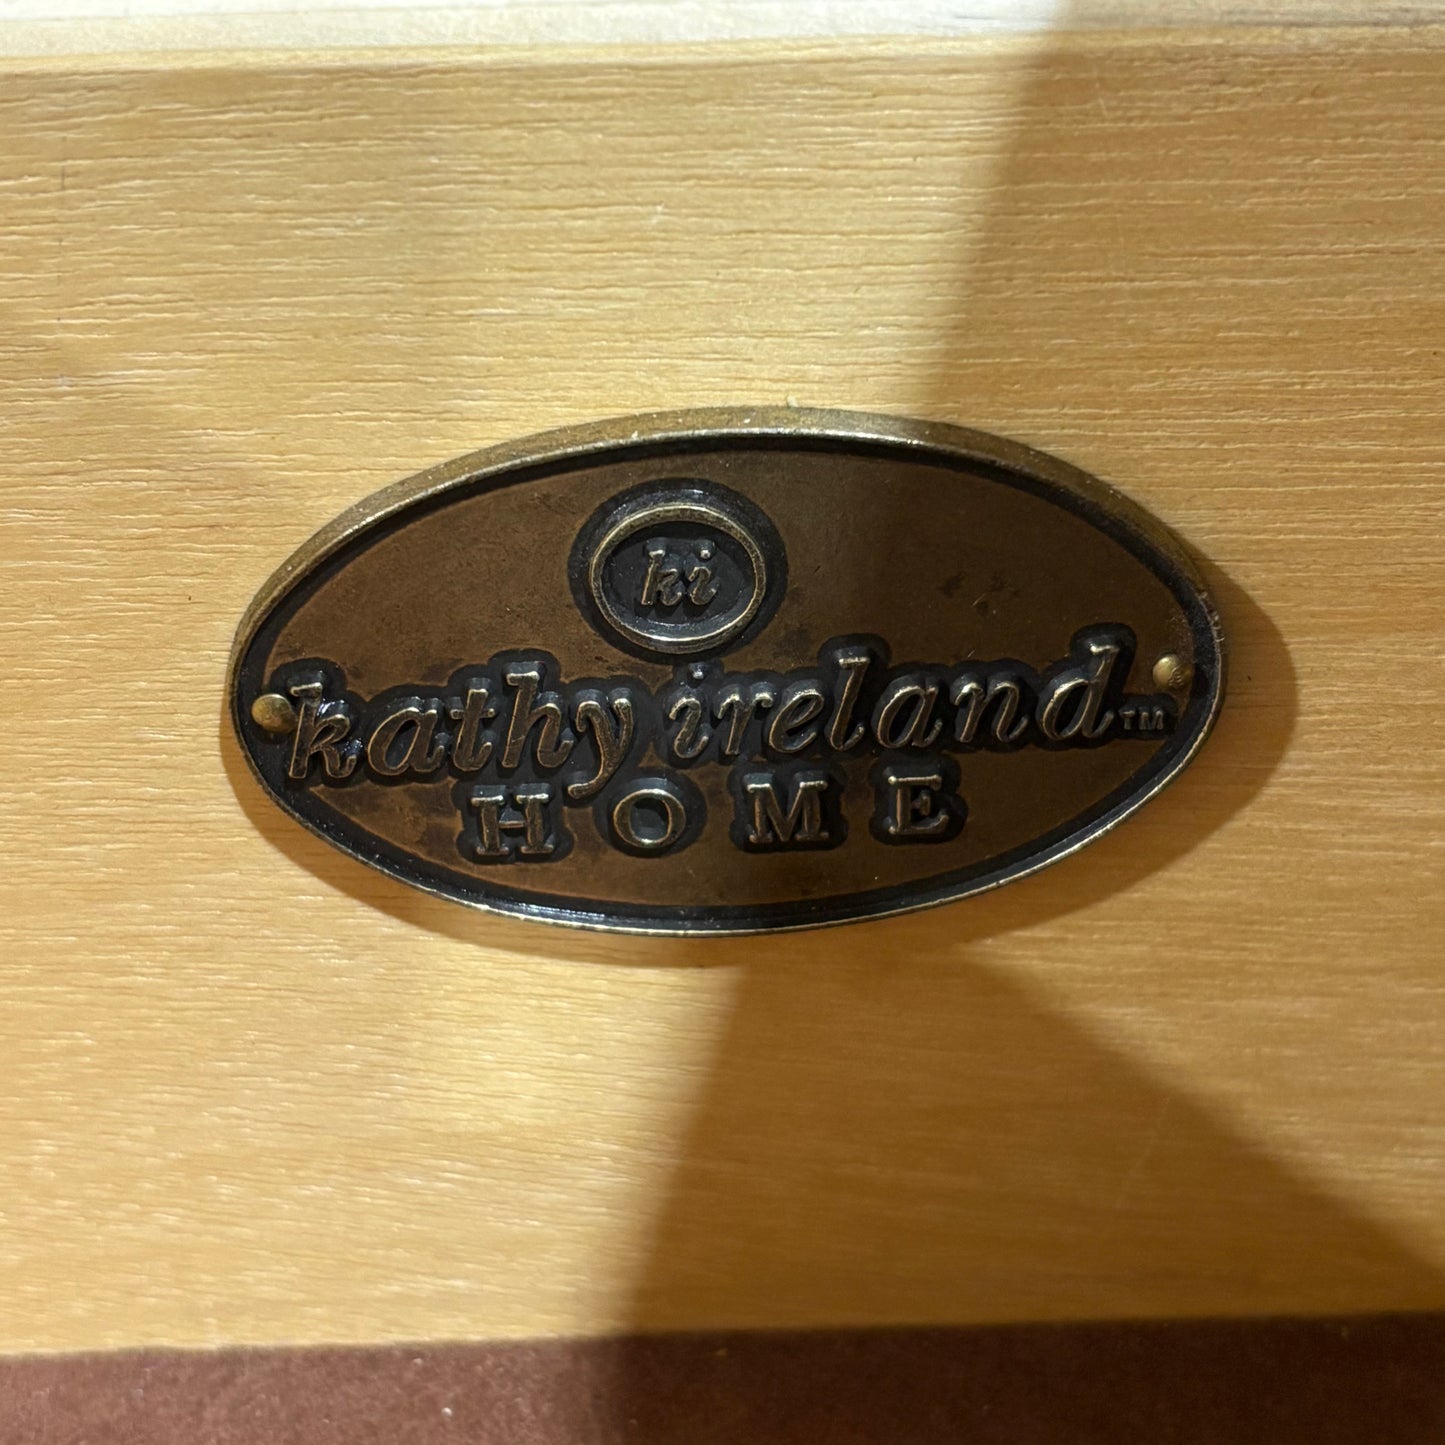 ki
kathy ireland™
HOME